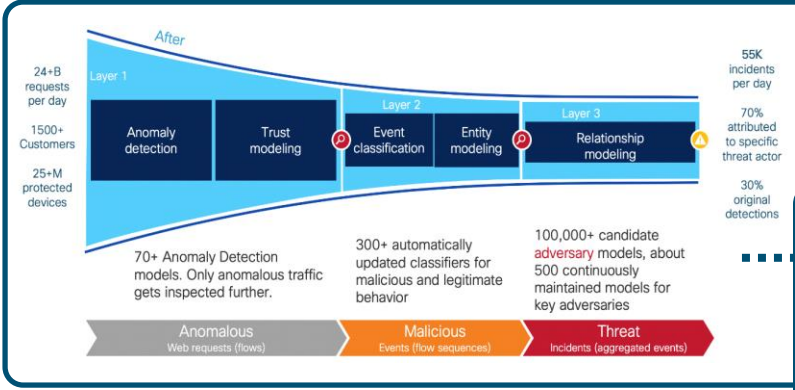 After
24+B
requests
per day
1500+
Customers
25+M
protected
devices
Layer 1
Anomaly
detection
Trust
modeling
Layer 2
Event
classification
Entity
modeling
Layer 3
Relationship
modeling
55K
incidents
per day
70%
attributed
to specific
threat actor
30%
original
detections
70+ Anomaly Detection
models. Only anomalous traffic
gets inspected further.
300+ automatically
updated classifiers for
malicious and legitimate
behavior
100,000+ candidate
adversary models, about
500 continuously
maintained models for
key adversaries
Anomalous
Web requests (flows)
Malicious
Events (flow sequences)
Threat
Incidents (aggregated events)